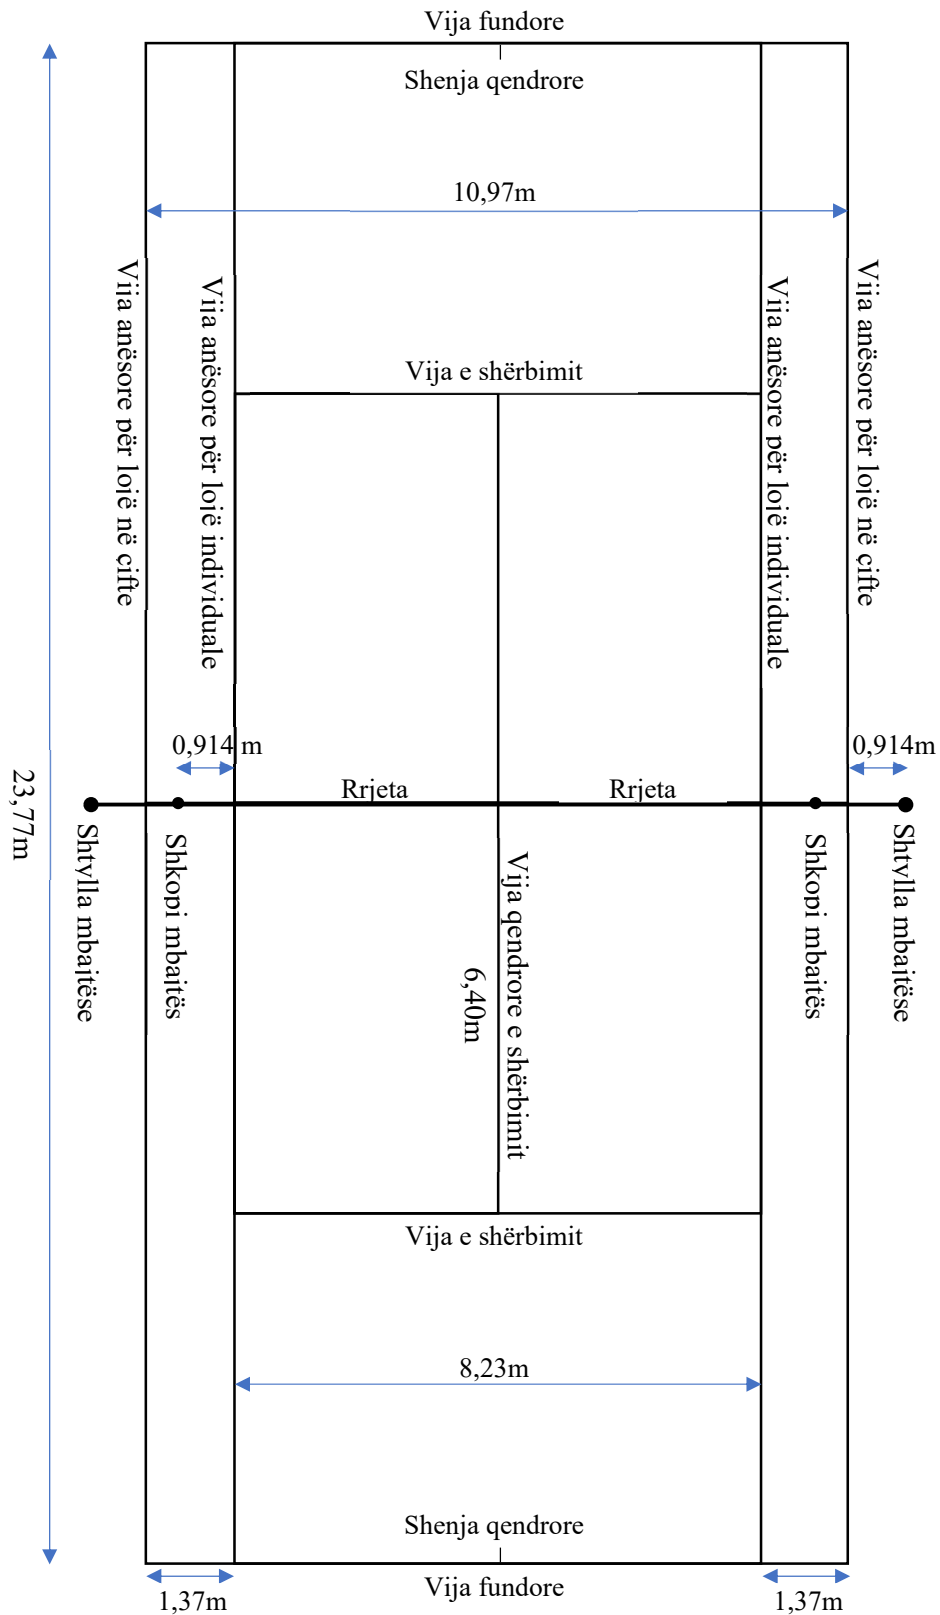 Vija fundore
Shenja qendrore
10,97m
Vija anësore për lojë në çifte
Vija anësore për lojë individuale
Vija anësore për lojë individuale
Vija anësore për lojë në çifte
Vija e shërbimit
0,914 m
0,914m
23,77m
Rrjeta
Rrjeta
Shtylla mbajtëse
Shkopi mbajtës
Vija qendrore e shërbimit
6,40m
Shkopi mbajtës
Shtylla mbajtëse
Vija e shërbimit
8,23m
Shenja qendrore
Vija fundore
1,37m
1,37m